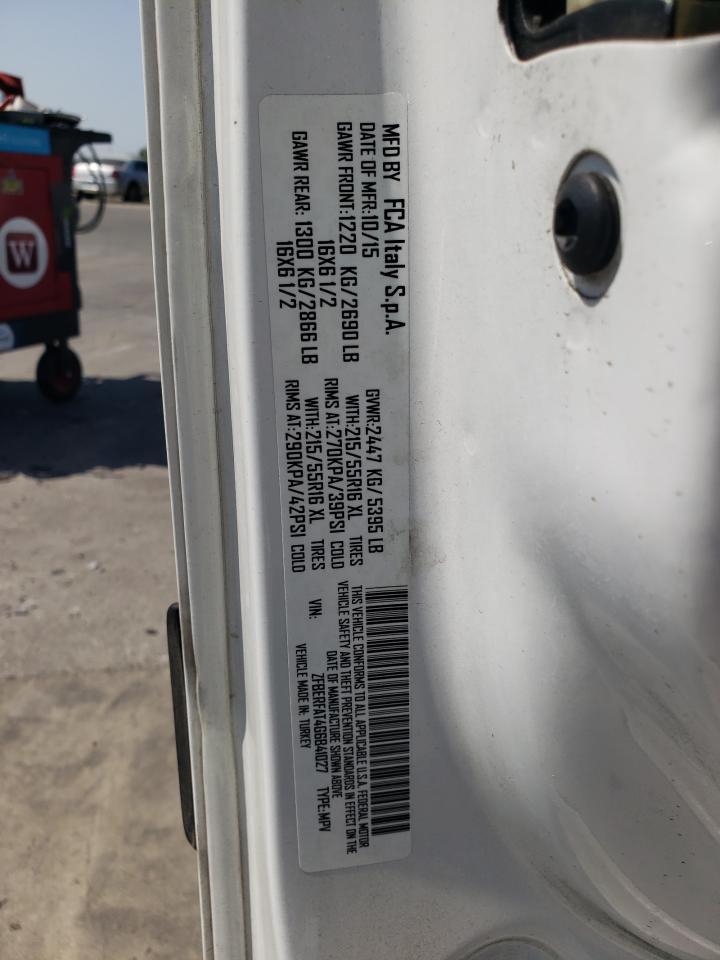 MFD BY FCA Italy S.p.A.
DATE OF MFR:10/15 GVWR:2447 KG/5395 LB
GAWR FRONT:1220 KG/2690 LB WITH:215/55R16 XL TIRES
16X6 1/2 RIMS AT:270KPA/39PSI COLD
GAWR REAR: 1300 KG/2866 LB WITH:215/55R16 XL TIRES
16X6 1/2 RIMS AT:290KPA/42PSI COLD
THIS VEHICLE CONFORMS TO ALL APPLICABLE U.S.A. FEDERAL MOTOR
VEHICLE SAFETY AND THEFT PREVENTION STANDARDS IN EFFECT ON THE
DATE OF MANUFACTURE SHOWN ABOVE
VIN: ZFBERFAT4G6B41027 TYPE:MPV
VEHICLE MADE IN: TURKEY
W